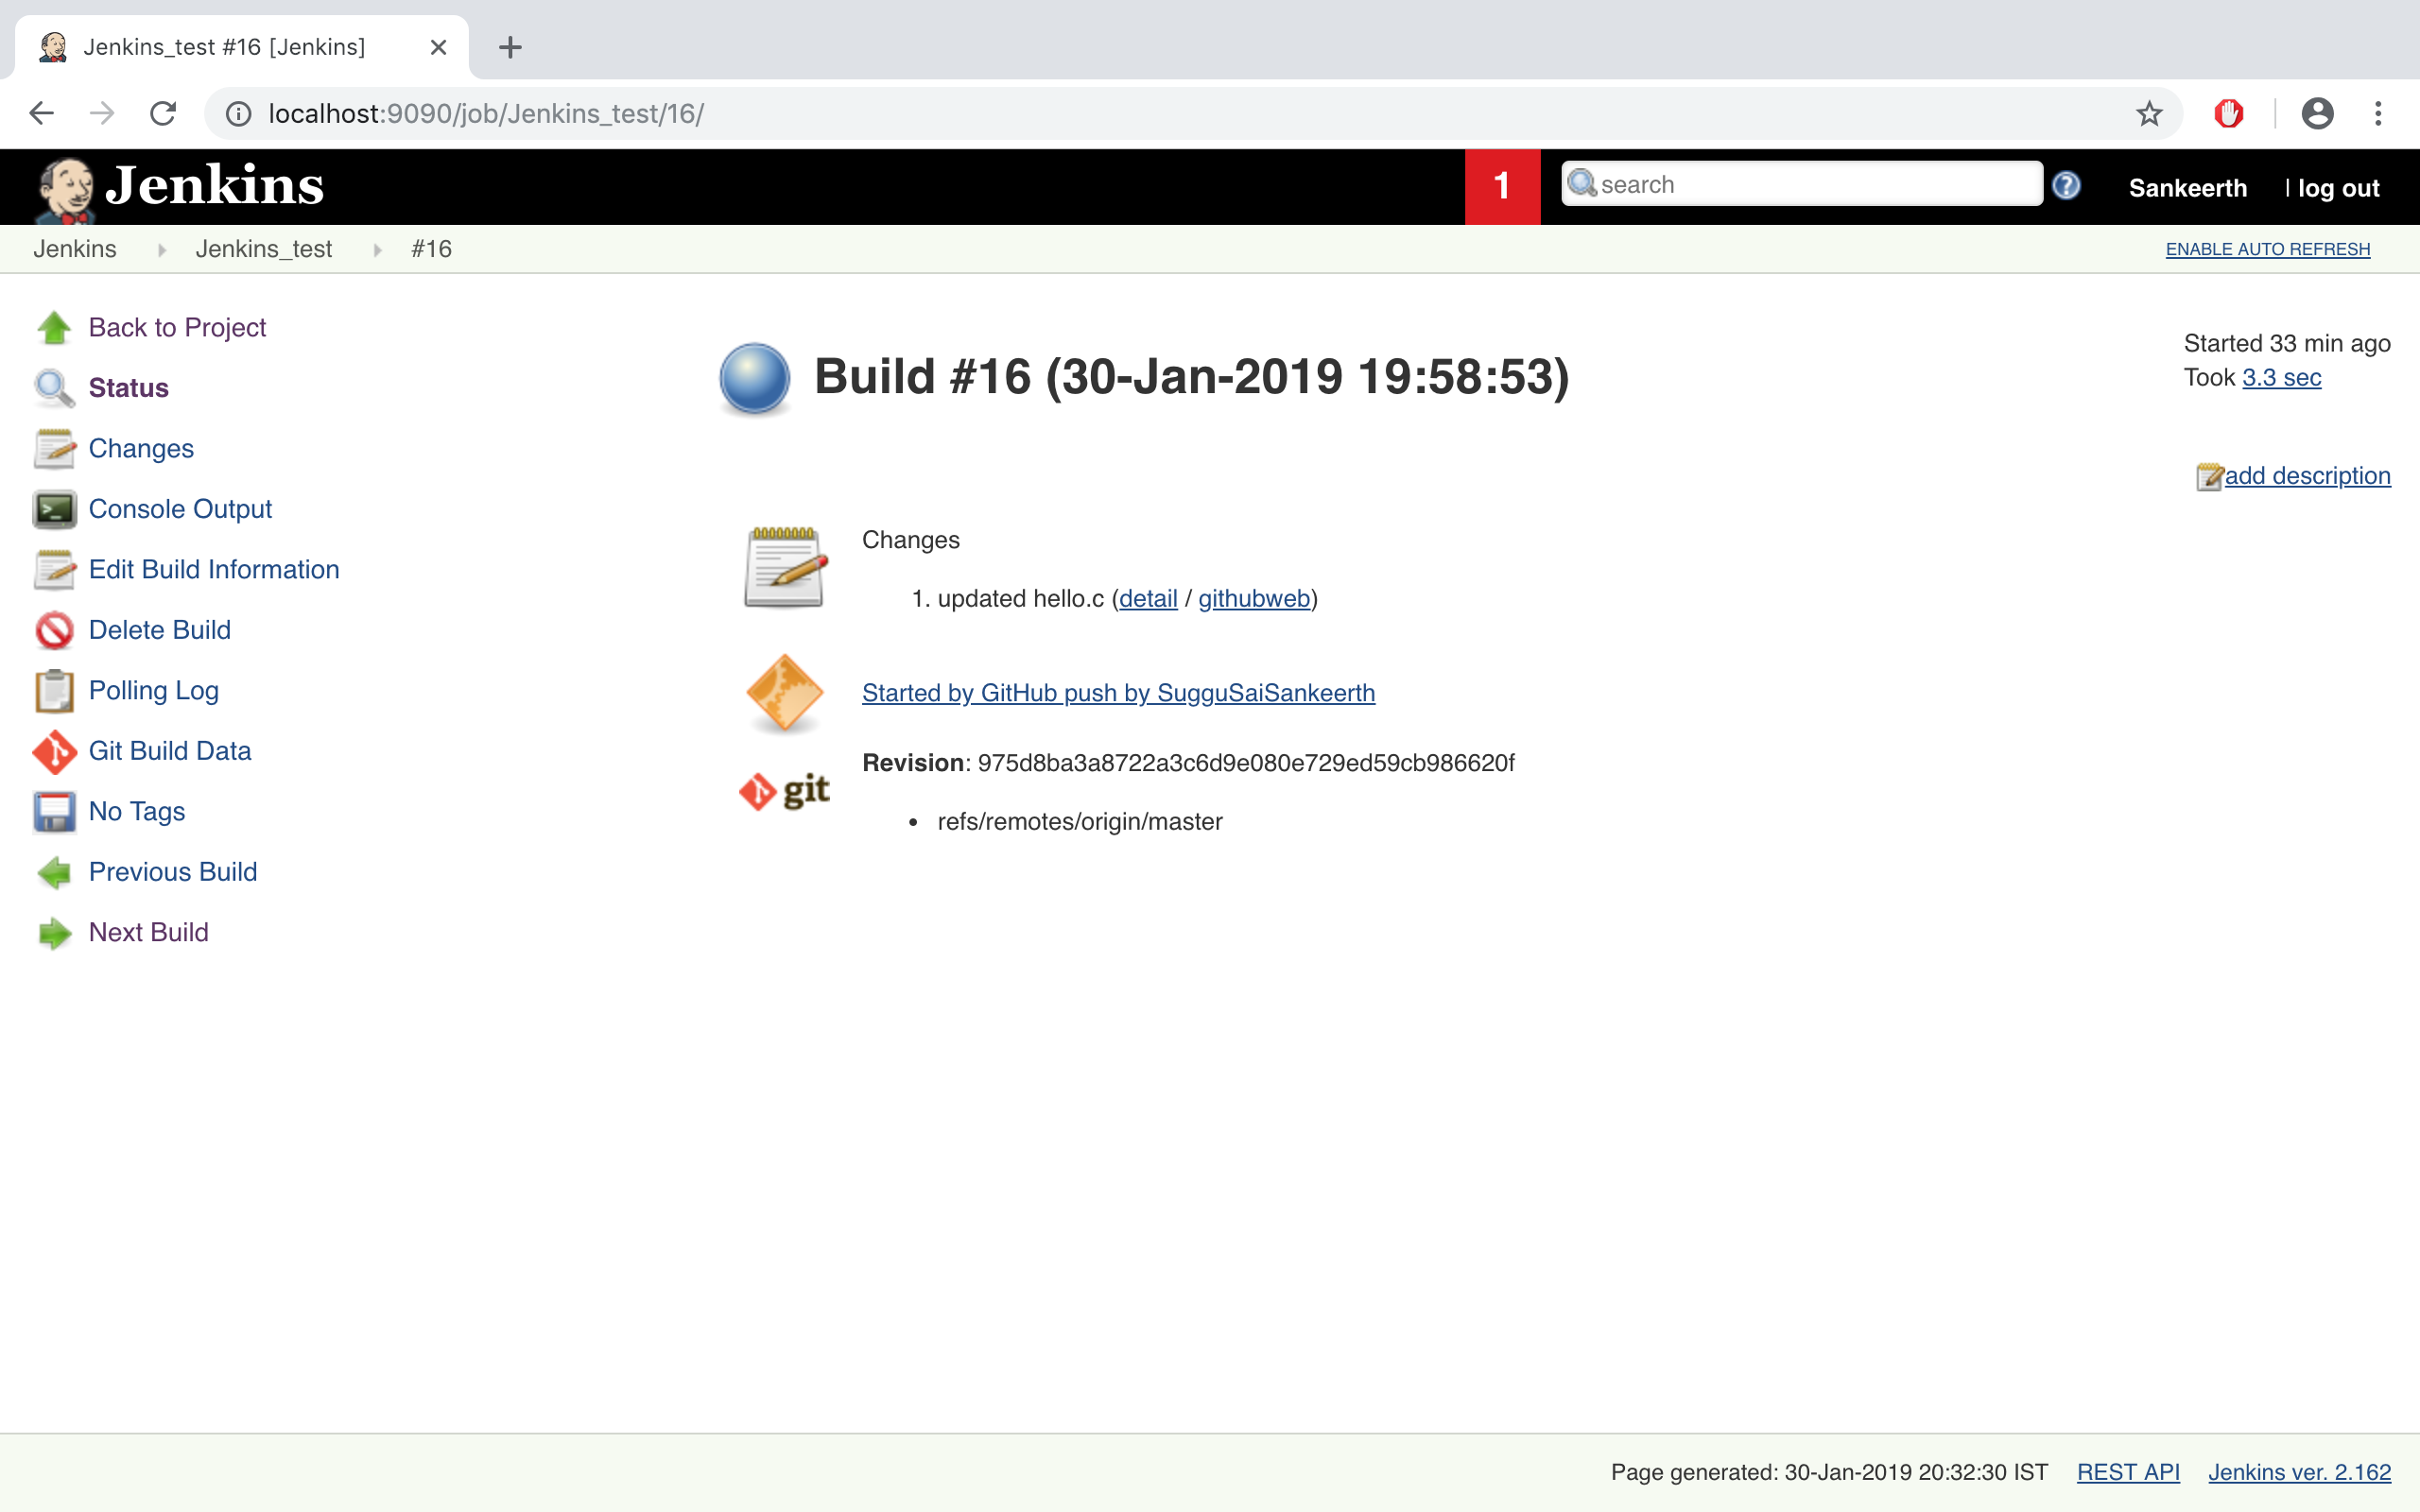 Jenkins_test #16 [Jenkins]
localhost:9090/job/Jenkins_test/16/
Jenkins
1
search
Sankeerth
| log out
Jenkins
Jenkins_test
#16
ENABLE AUTO REFRESH
Back to Project
Status
Changes
Console Output
Edit Build Information
Delete Build
Polling Log
Git Build Data
No Tags
Previous Build
Next Build
Build #16 (30-Jan-2019 19:58:53)
Started 33 min ago
Took 3.3 sec
add description
Changes
1. updated hello.c (detail / githubweb)
Started by GitHub push by SugguSaiSankeerth
git
Revision: 975d8ba3a8722a3c6d9e080e729ed59cb986620f
• refs/remotes/origin/master
Page generated: 30-Jan-2019 20:32:30 IST
REST API
Jenkins ver. 2.162